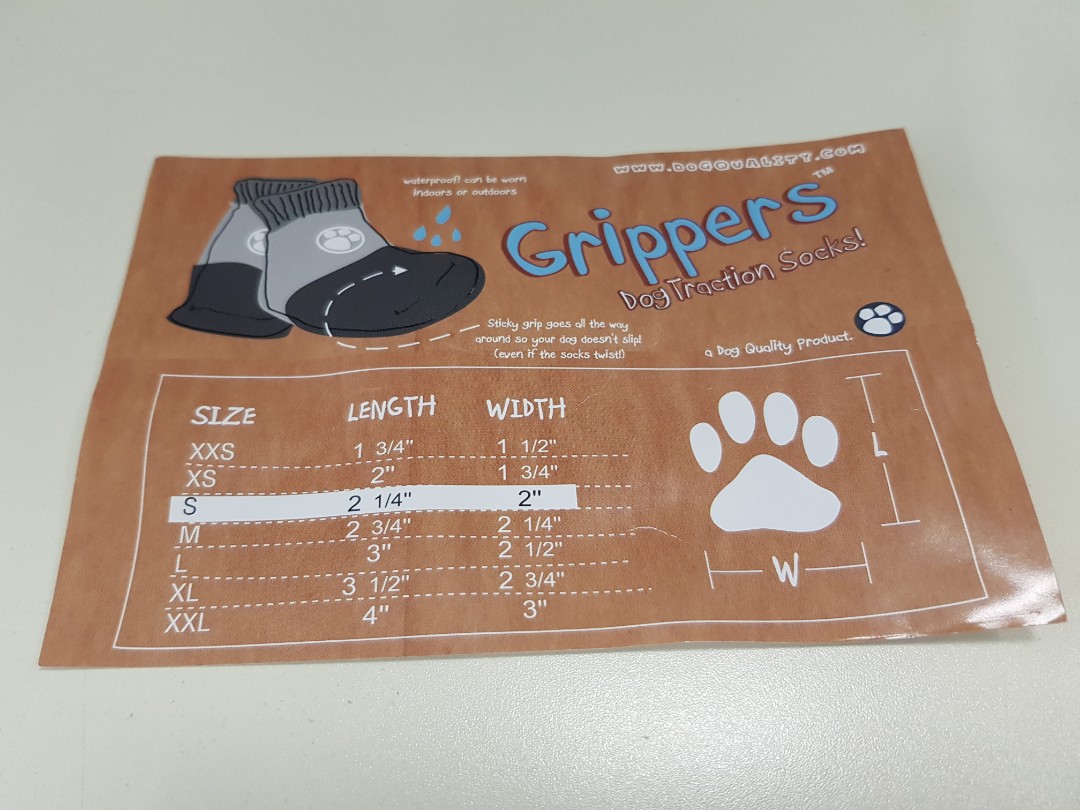 www.dogquality.com
waterproof! can be worn
indoors or outdoors
Grippers™
Dog Traction Socks!
Sticky grip goes all the way
around so your dog doesn't slip!
(even if the socks twist!)
a Dog Quality Product.
SIZE LENGTH WIDTH
XXS 1 3/4" 1 1/2"
XS 2" 1 3/4"
S 2 1/4" 2"
M 2 3/4" 2 1/4"
L 3" 2 1/2"
XL 3 1/2" 2 3/4"
XXL 4" 3"
L
W